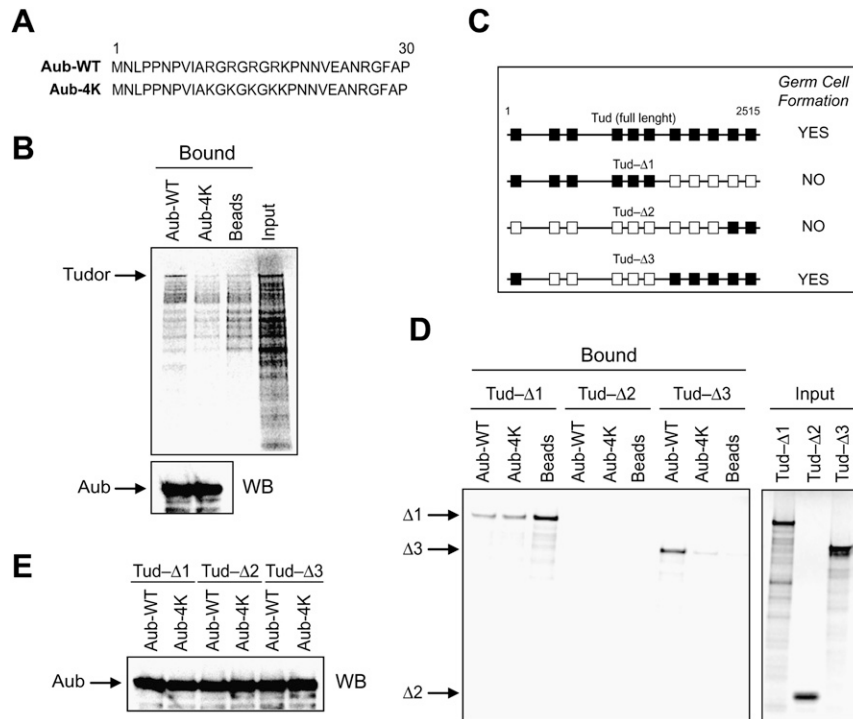 A
1 30
Aub-WT MNLPPNPVIARGRGRGRKPNNVEANRGFAP
Aub-4K MNLPPNPVIAKGKGKGKKPNNVEANRGFAP
B
Bound
Aub-WT Aub-4K Beads Input
Tudor
Aub WB
C
Germ Cell
Formation
1 2515
Tud (full lenght) YES
Tud–Δ1 NO
Tud–Δ2 NO
Tud–Δ3 YES
D
Bound
Tud–Δ1 Tud–Δ2 Tud–Δ3 Input
Aub-WT Aub-4K Beads Aub-WT Aub-4K Beads Aub-WT Aub-4K Beads Tud–Δ1 Tud–Δ2 Tud–Δ3
Δ1
Δ3
Δ2
E
Tud–Δ1 Tud–Δ2 Tud–Δ3
Aub-WT Aub-4K Aub-WT Aub-4K Aub-WT Aub-4K
Aub WB